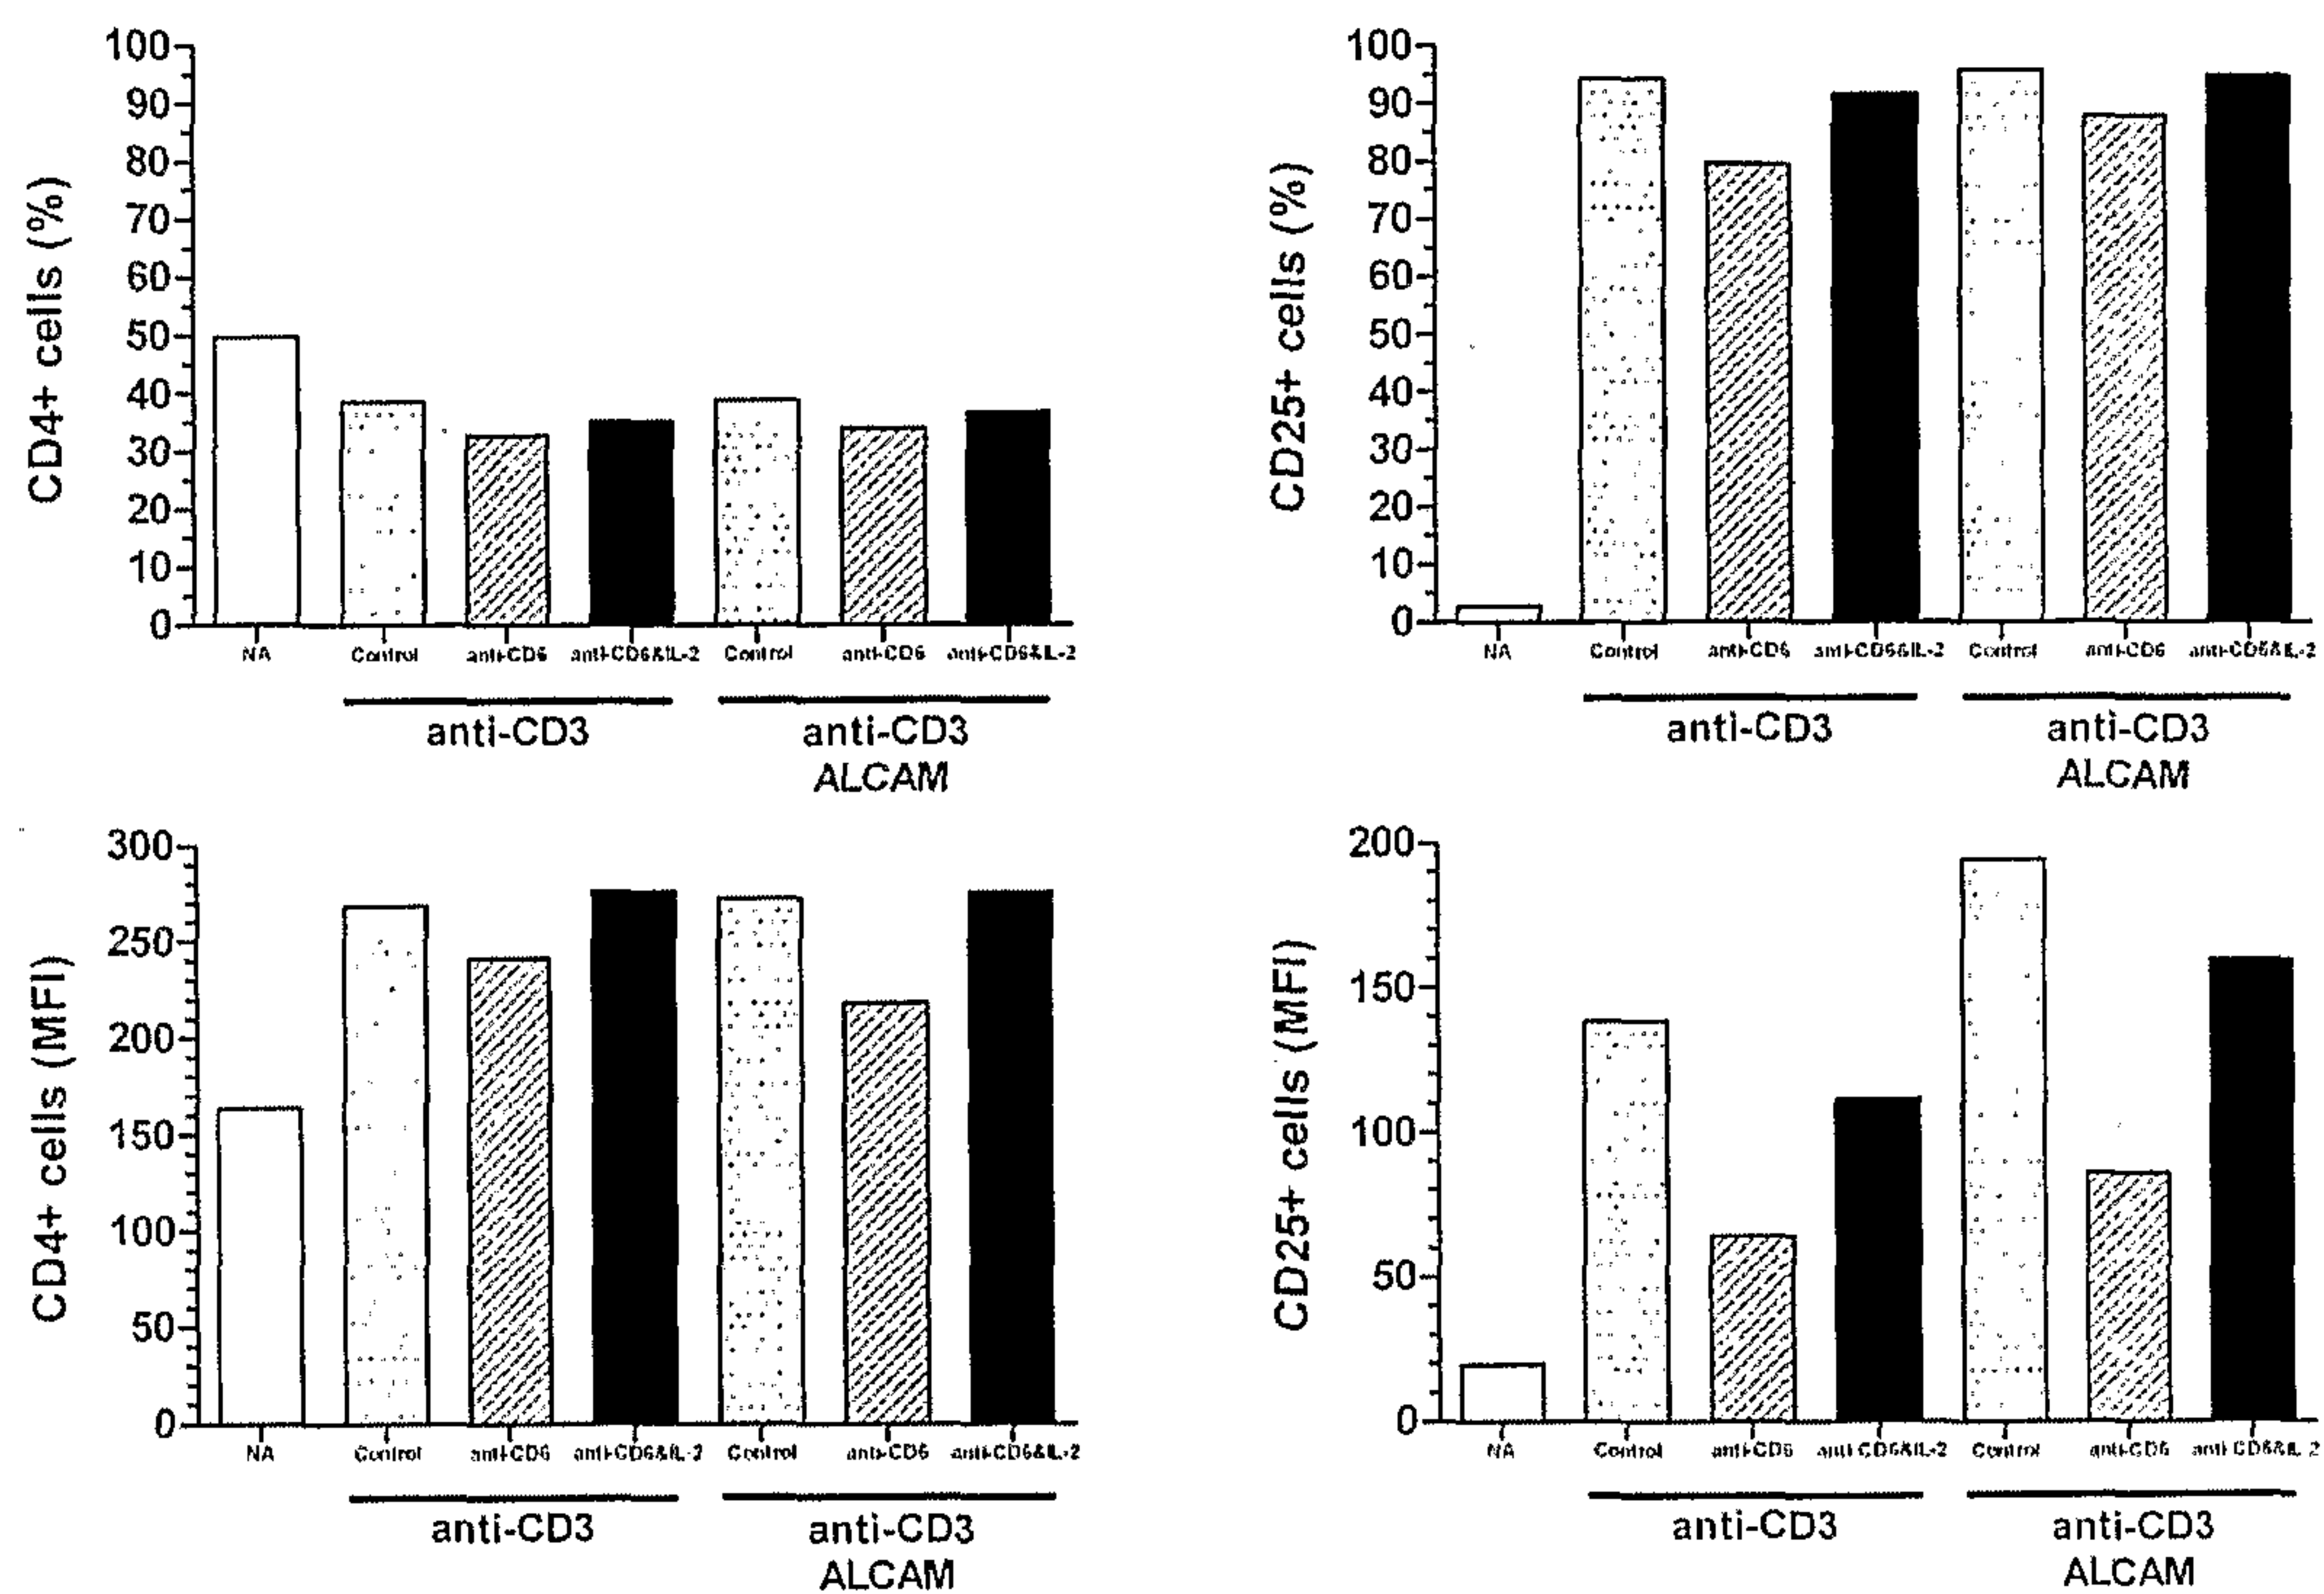 CD4+ cells (%)
100
90
80
70
60
50
40
30
20
10
0
NA Control anti-CD6 anti-CD6&IL-2 Control anti-CD6 anti-CD6&IL-2
anti-CD3 anti-CD3
ALCAM
CD25+ cells (%)
100
90
80
70
60
50
40
30
20
10
0
NA Control anti-CD6 anti-CD6&IL-2 Control anti-CD6 anti-CD6&IL-2
anti-CD3 anti-CD3
ALCAM
CD4+ cells (MFI)
300
250
200
150
100
50
0
NA Control anti-CD6 anti-CD6&IL-2 Control anti-CD6 anti-CD6&IL-2
anti-CD3 anti-CD3
ALCAM
CD25+ cells (MFI)
200
150
100
50
0
NA Control anti-CD6 anti-CD6&IL-2 Control anti-CD6 anti-CD6&IL-2
anti-CD3 anti-CD3
ALCAM